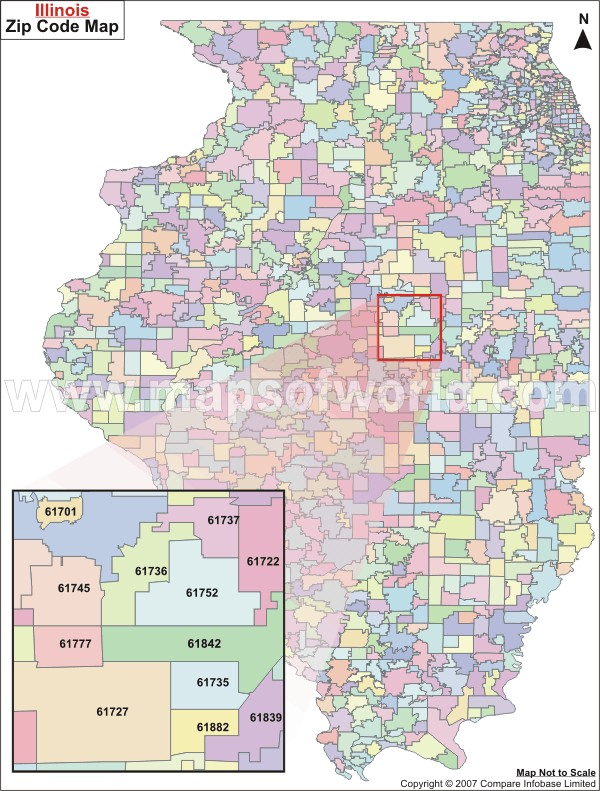 Illinois
Zip Code Map
N
www.mapsofworld.com
61701
61737
61722
61736
61745
61752
61777
61842
61735
61727
61882
61839
Map Not to Scale
Copyright © 2007 Compare Infobase Limited